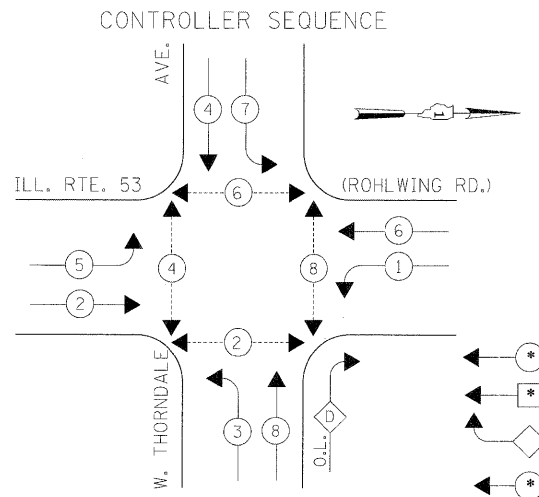 CONTROLLER SEQUENCE
AVE.
4
7
ILL. RTE. 53
6
(ROHLWING RD.)
6
5
4
8
1
2
2
W. THORNDALE
3
8
O.L.
D
*
*
*